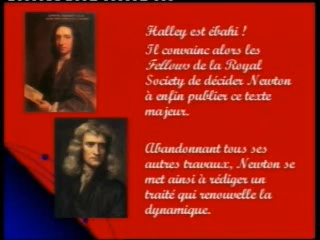 Halley est ébahi !
Il convainc alors les
Fellows de la Royal
Society de décider Newton
à enfin publier ce texte
majeur.
Abandonnant tous ses
autres travaux, Newton se
met ainsi à rédiger un
traité qui renouvelle la
dynamique.